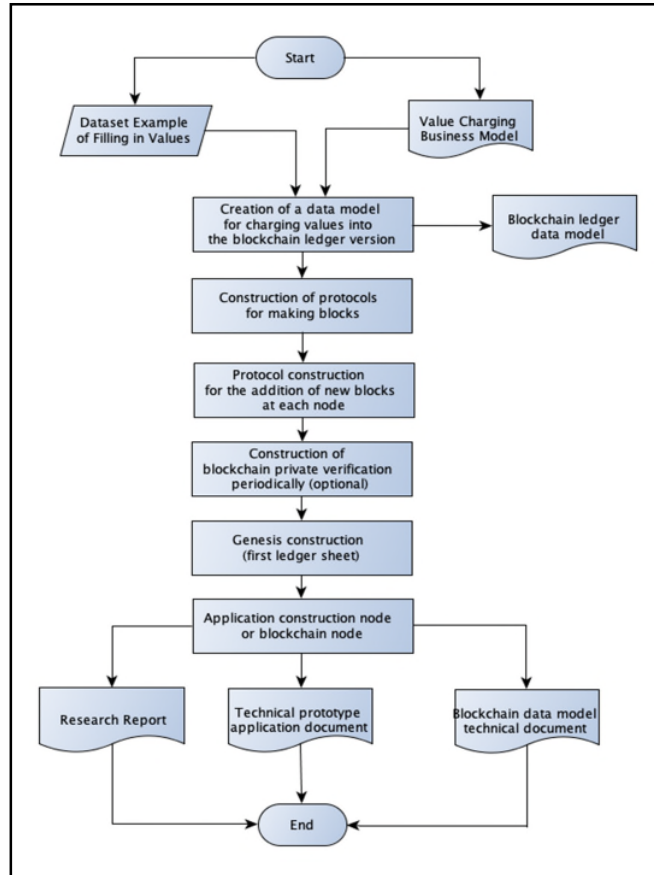 Start
Dataset Example
of Filling in Values
Value Charging
Business Model
Creation of a data model
for charging values into
the blockchain ledger version
Blockchain ledger
data model
Construction of protocols
for making blocks
Protocol construction
for the addition of new blocks
at each node
Construction of
blockchain private verification
periodically (optional)
Genesis construction
(first ledger sheet)
Application construction node
or blockchain node
Research Report
Technical prototype
application document
Blockchain data model
technical document
End